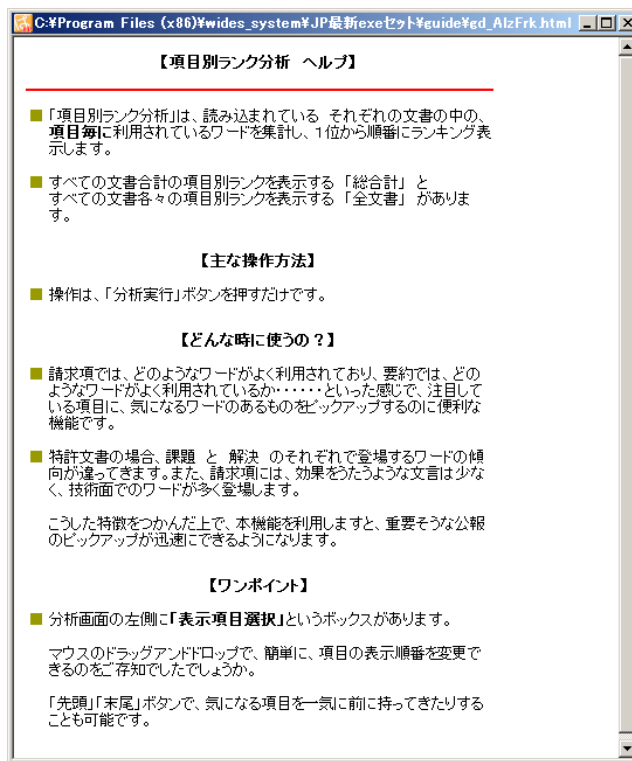 C:¥Program Files (x86)¥wides_system¥JP最新exeセット¥guide¥gd_AlzFrk.html
【項目別ランク分析 ヘルプ】
■ 「項目別ランク分析」は、読み込まれている それぞれの文書の中の、
項目毎に利用されているワードを集計し、1位から順番にランキング表
示します。
■ すべての文書合計の項目別ランクを表示する 「総合計」 と
すべての文書各々の項目別ランクを表示する 「全文書」 がありま
す。
【主な操作方法】
■ 操作は、「分析実行」ボタンを押すだけです。
【どんな時に使うの？】
■ 請求項では、どのようなワードがよく利用されており、要約では、どの
ようなワードがよく利用されているか・・・・・・といった感じで、注目して
いる項目に、気になるワードのあるものをピックアップするのに便利な
機能です。
■ 特許文書の場合、課題 と 解決 のそれぞれで登場するワードの傾
向が違ってきます。また、請求項には、効果をうたうような文言は少な
く、技術面でのワードが多く登場します。
こうした特徴をつかんだ上で、本機能を利用しますと、重要そうな公報
のピックアップが迅速にできるようになります。
【ワンポイント】
■ 分析画面の左側に「表示項目選択」というボックスがあります。
マウスのドラッグアンドドロップで、簡単に、項目の表示順番を変更で
きるのをご存知でしたでしょうか。
「先頭」「末尾」ボタンで、気になる項目を一気に前に持ってきたりする
ことも可能です。